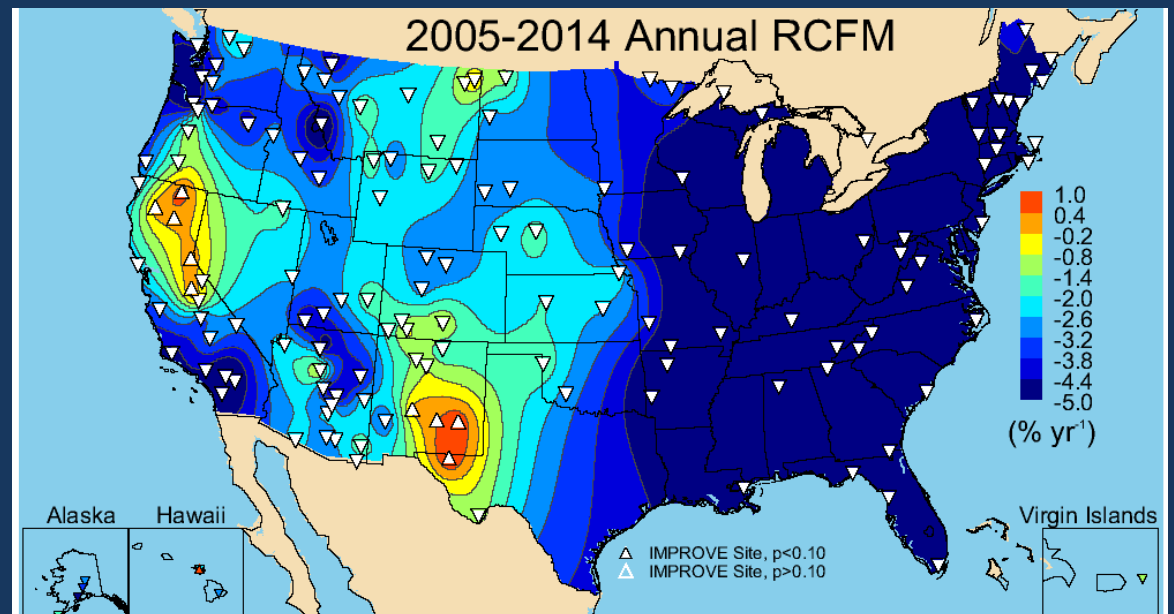 2005-2014 Annual RCFM
1.0
0.4
-0.2
-0.8
-1.4
-2.0
-2.6
-3.2
-3.8
-4.4
-5.0
(% yr⁻¹)
Alaska
Hawaii
Virgin Islands
IMPROVE Site, p<0.10
IMPROVE Site, p>0.10